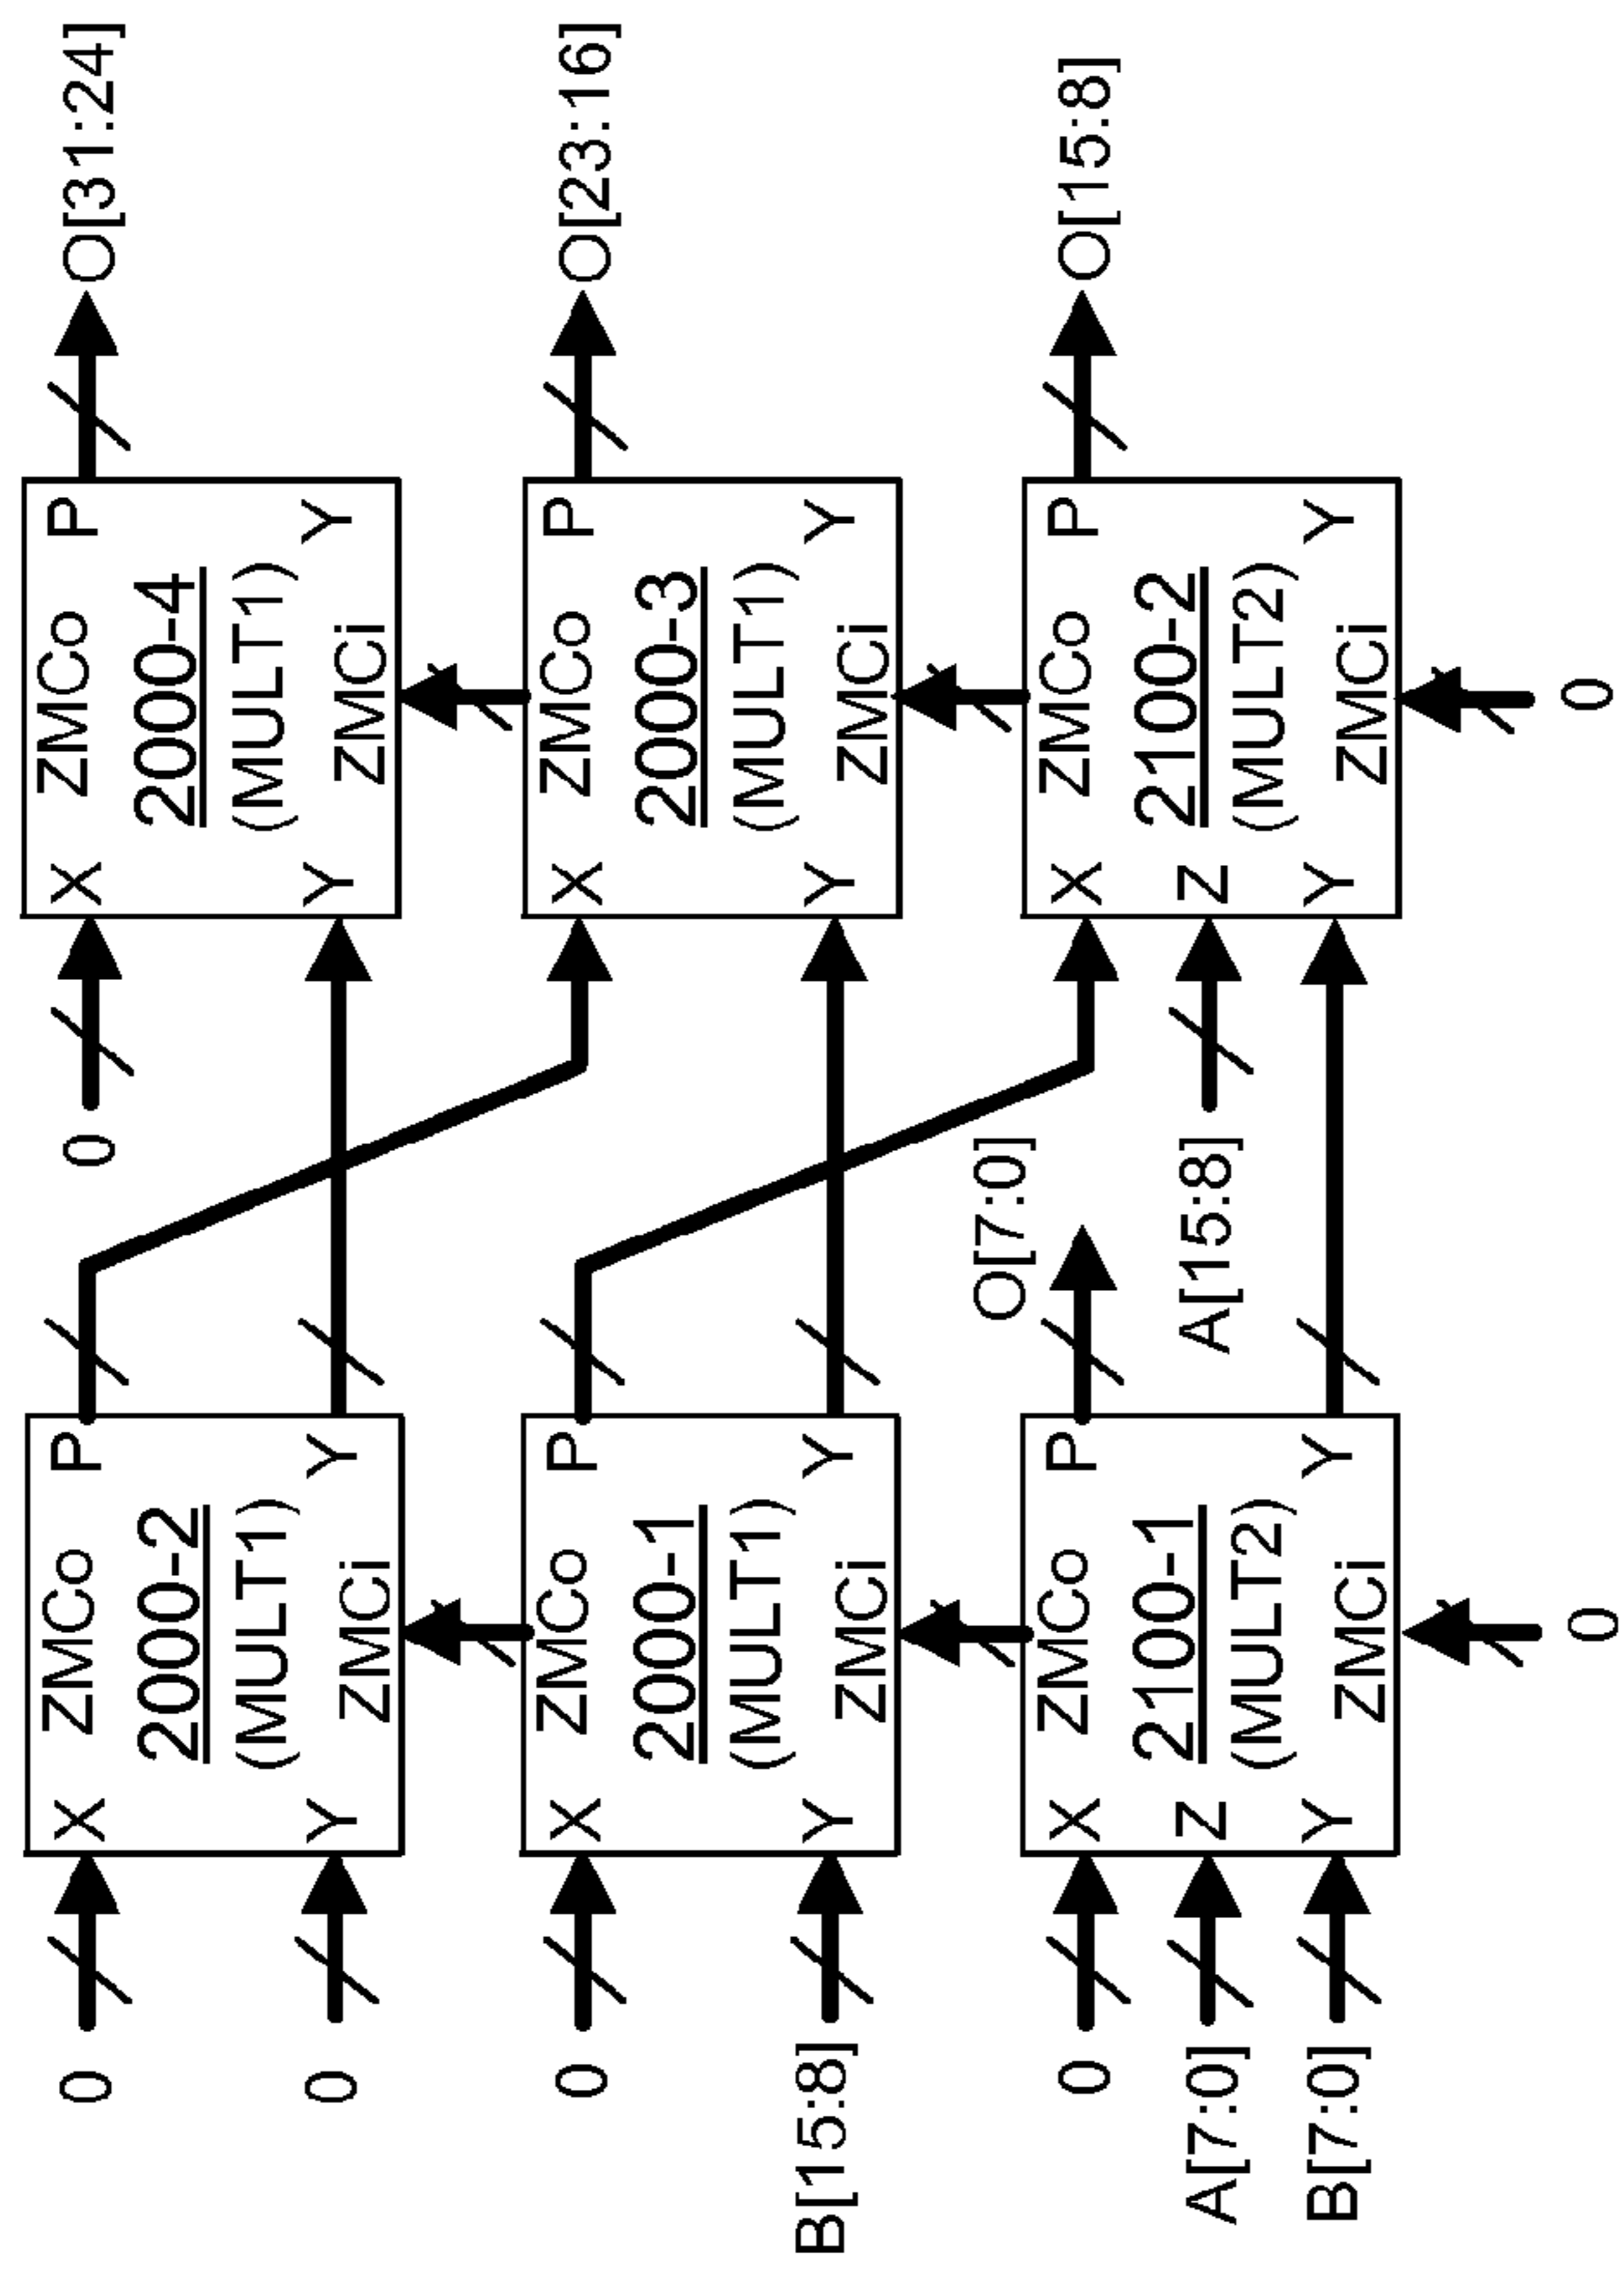 0 X ZMCo P 0 X ZMCo P O[31:24]
2000-2 2000-4
(MULT1) (MULT1)
0 Y ZMCi Y Y ZMCi Y
0 X ZMCo P X ZMCo P O[23:16]
2000-1 2000-3
(MULT1) (MULT1)
B[15:8] Y ZMCi Y Y ZMCi Y
O[7:0]
0 X ZMCo P X ZMCo P O[15:8]
A[7:0] Z 2100-1 A[15:8] Z 2100-2
(MULT2) (MULT2)
B[7:0] Y ZMCi Y Y ZMCi Y
0 0